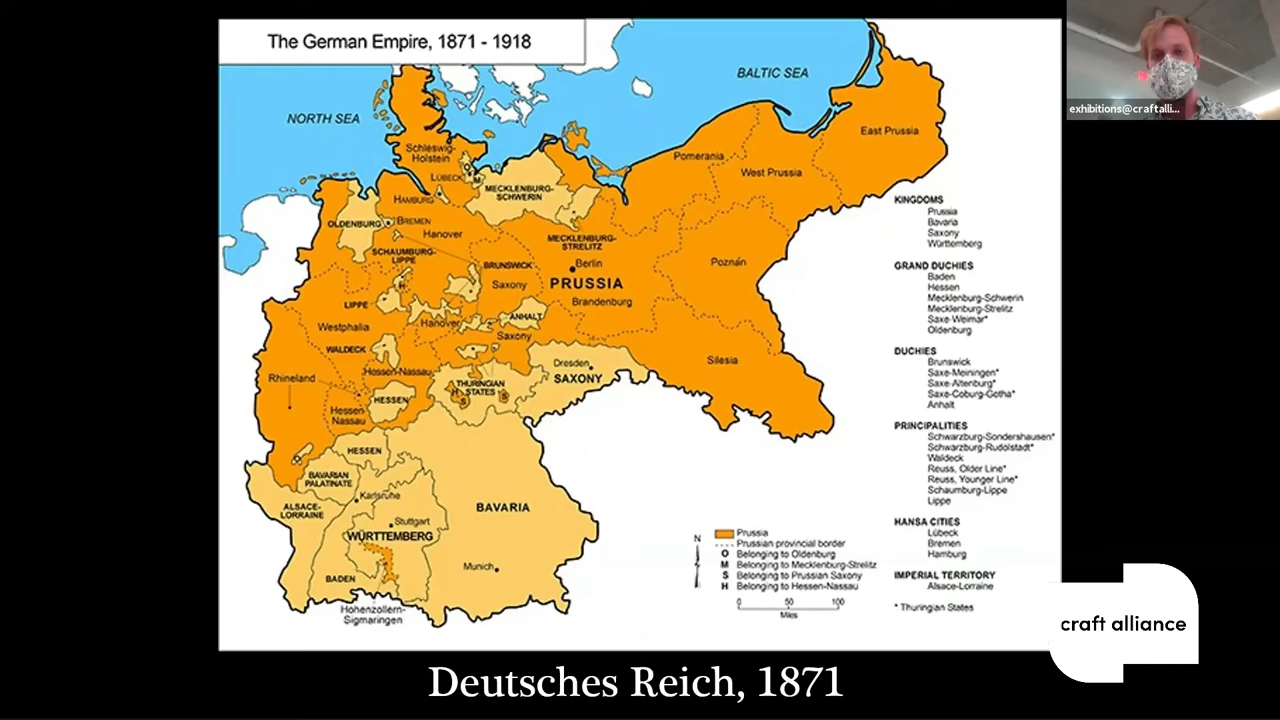 The German Empire, 1871 - 1918
exhibitions@craftalli...
BALTIC SEA
NORTH SEA
East Prussia
Schleswig-
Holstein
Pomerania
West Prussia
LÜBECK
O
M
MECKLENBURG-
SCHWERIN
HAMBURG
OLDENBURG
BREMEN
Hanover
MECKLENBURG-
STRELITZ
SCHAUMBURG-
LIPPE
Berlin
Poznań
BRUNSWICK
Saxony
PRUSSIA
H
LIPPE
Brandenburg
ANHALT
Westphalia
Hanover
Saxony
WALDECK
Silesia
Dresden
Hessen-Nassau
SAXONY
Rhineland
THURINGIAN
STATES
H
S
S
HESSEN
Hessen
Nassau
HESSEN
O
BAVARIAN
PALATINATE
Karlsruhe
ALSACE-
LORRAINE
BAVARIA
Stuttgart
WÜRTTEMBERG
Munich
BADEN
Hohenzollern-
Sigmaringen
KINGDOMS
Prussia
Bavaria
Saxony
Württemberg
GRAND DUCHIES
Baden
Hessen
Mecklenburg-Schwerin
Mecklenburg-Strelitz
Saxe-Weimar*
Oldenburg
DUCHIES
Brunswick
Saxe-Meiningen*
Saxe-Altenburg*
Saxe-Coburg-Gotha*
Anhalt
PRINCIPALITIES
Schwarzburg-Sondershausen*
Schwarzburg-Rudolstadt*
Waldeck
Reuss, Older Line*
Reuss, Younger Line*
Schaumburg-Lippe
Lippe
HANSA CITIES
Lübeck
Bremen
Hamburg
IMPERIAL TERRITORY
Alsace-Lorraine
* Thuringian States
N
Prussia
Prussian provincial border
O Belonging to Oldenburg
M Belonging to Mecklenburg-Strelitz
S Belonging to Prussian Saxony
H Belonging to Hessen-Nassau
0 50 100
Miles
craft alliance
Deutsches Reich, 1871